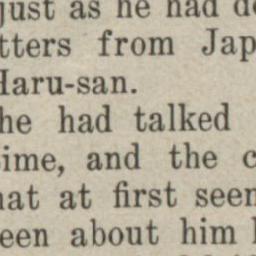 just as he had d
tters from Jap
Haru-san.
he had talked
ime, and the c
hat at first seem
een about him